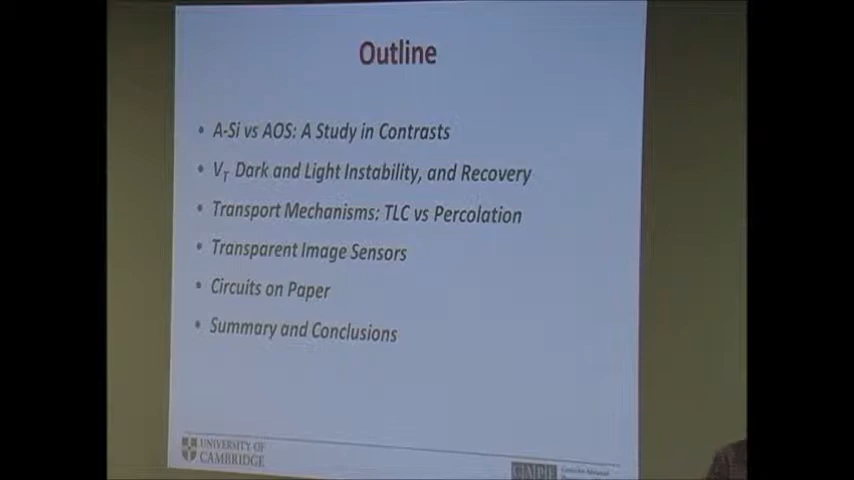 Outline
• A-Si vs AOS: A Study in Contrasts
• VT Dark and Light Instability, and Recovery
• Transport Mechanisms: TLC vs Percolation
• Transparent Image Sensors
• Circuits on Paper
• Summary and Conclusions
UNIVERSITY OF
CAMBRIDGE